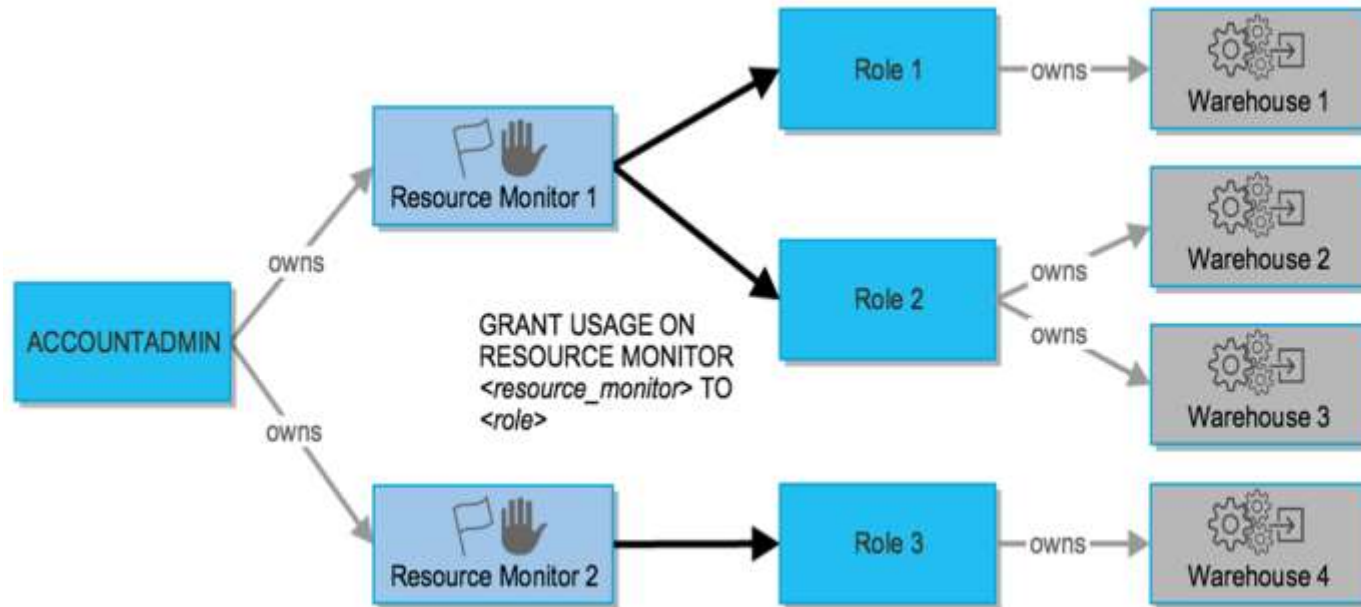 Role 1
owns
Warehouse 1
Resource Monitor 1
owns
Role 2
owns
Warehouse 2
owns
Warehouse 3
ACCOUNTADMIN
GRANT USAGE ON
RESOURCE MONITOR
<resource_monitor> TO
<role>
owns
Resource Monitor 2
Role 3
owns
Warehouse 4